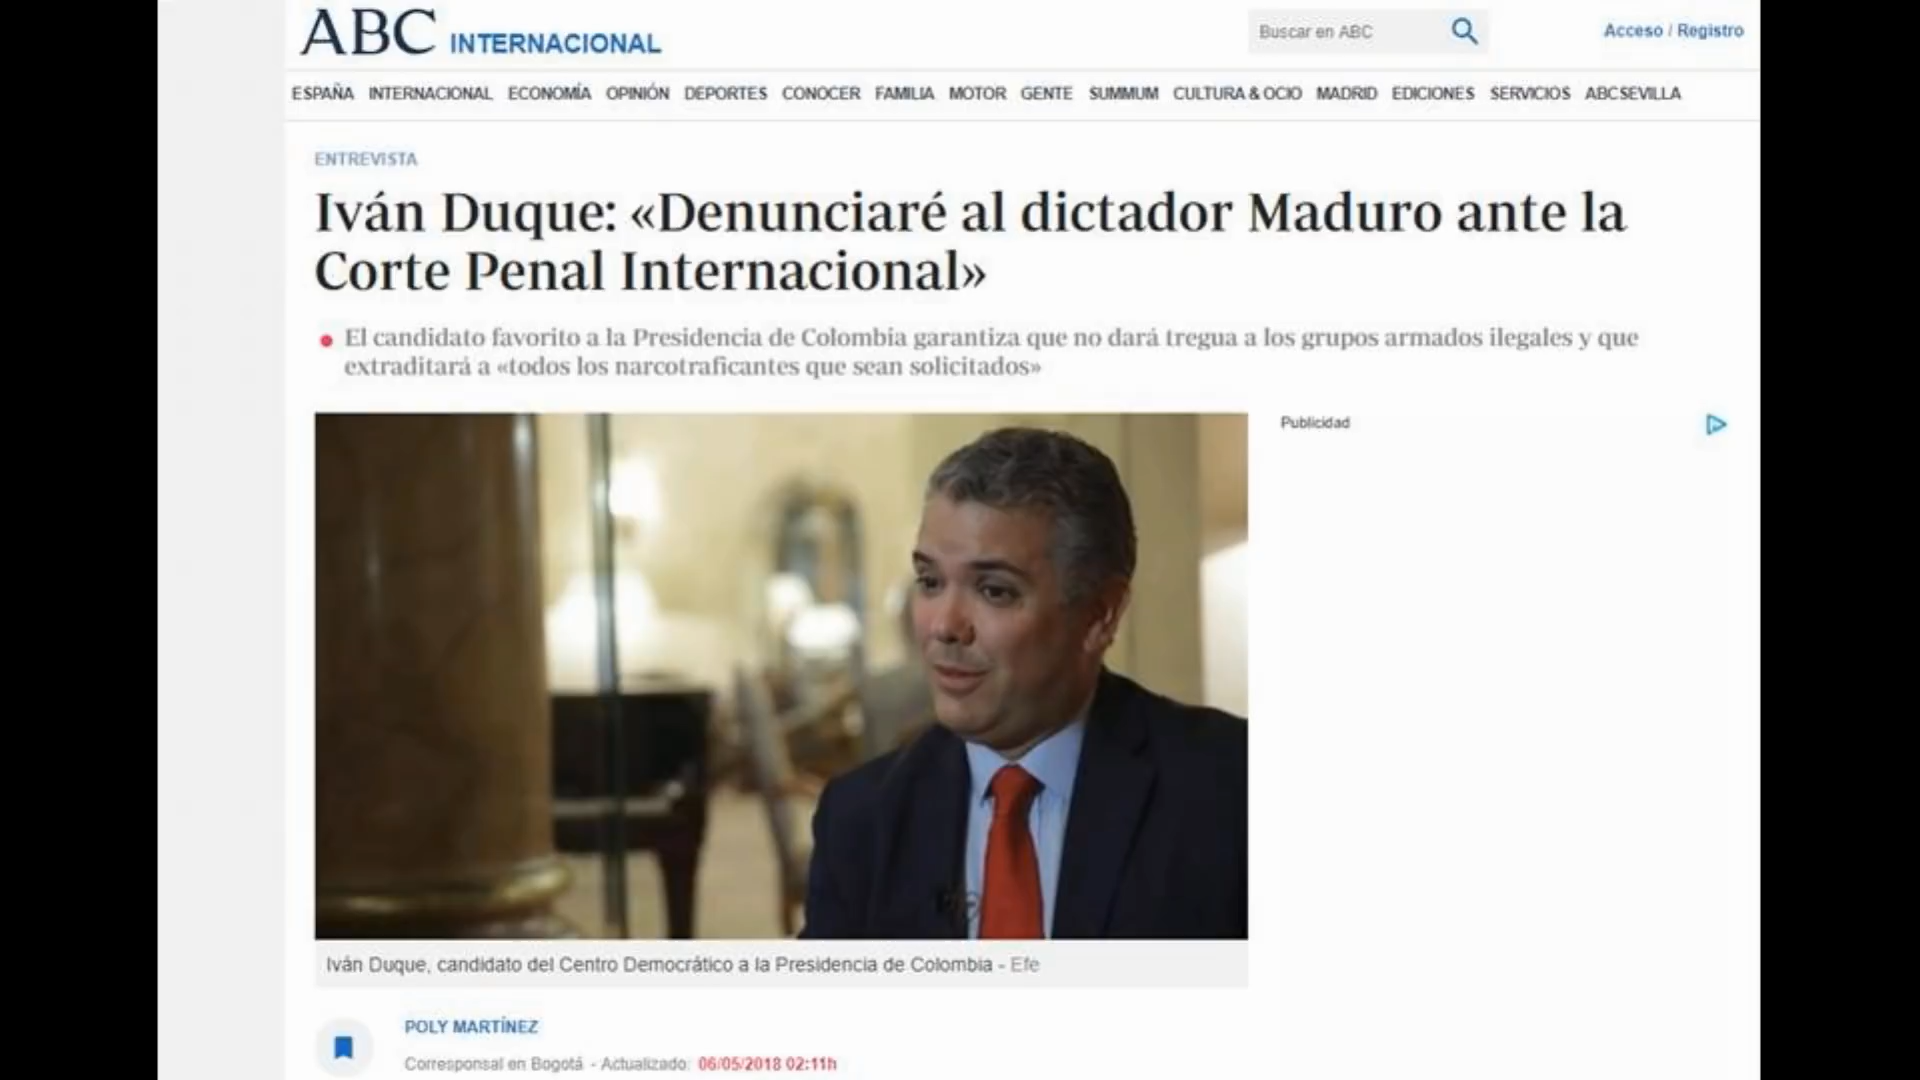 ABC INTERNACIONAL
Buscar en ABC
Acceso / Registro
ESPAÑA INTERNACIONAL ECONOMÍA OPINIÓN DEPORTES CONOCER FAMILIA MOTOR GENTE SUMMUM CULTURA & OCIO MADRID EDICIONES SERVICIOS ABCSEVILLA
ENTREVISTA
Iván Duque: «Denunciaré al dictador Maduro ante la
Corte Penal Internacional»
El candidato favorito a la Presidencia de Colombia garantiza que no dará tregua a los grupos armados ilegales y que
extraditará a «todos los narcotraficantes que sean solicitados»
Publicidad
Iván Duque, candidato del Centro Democrático a la Presidencia de Colombia - Efe
POLY MARTÍNEZ
Corresponsal en Bogotá - Actualizado: 06/05/2018 02:11h